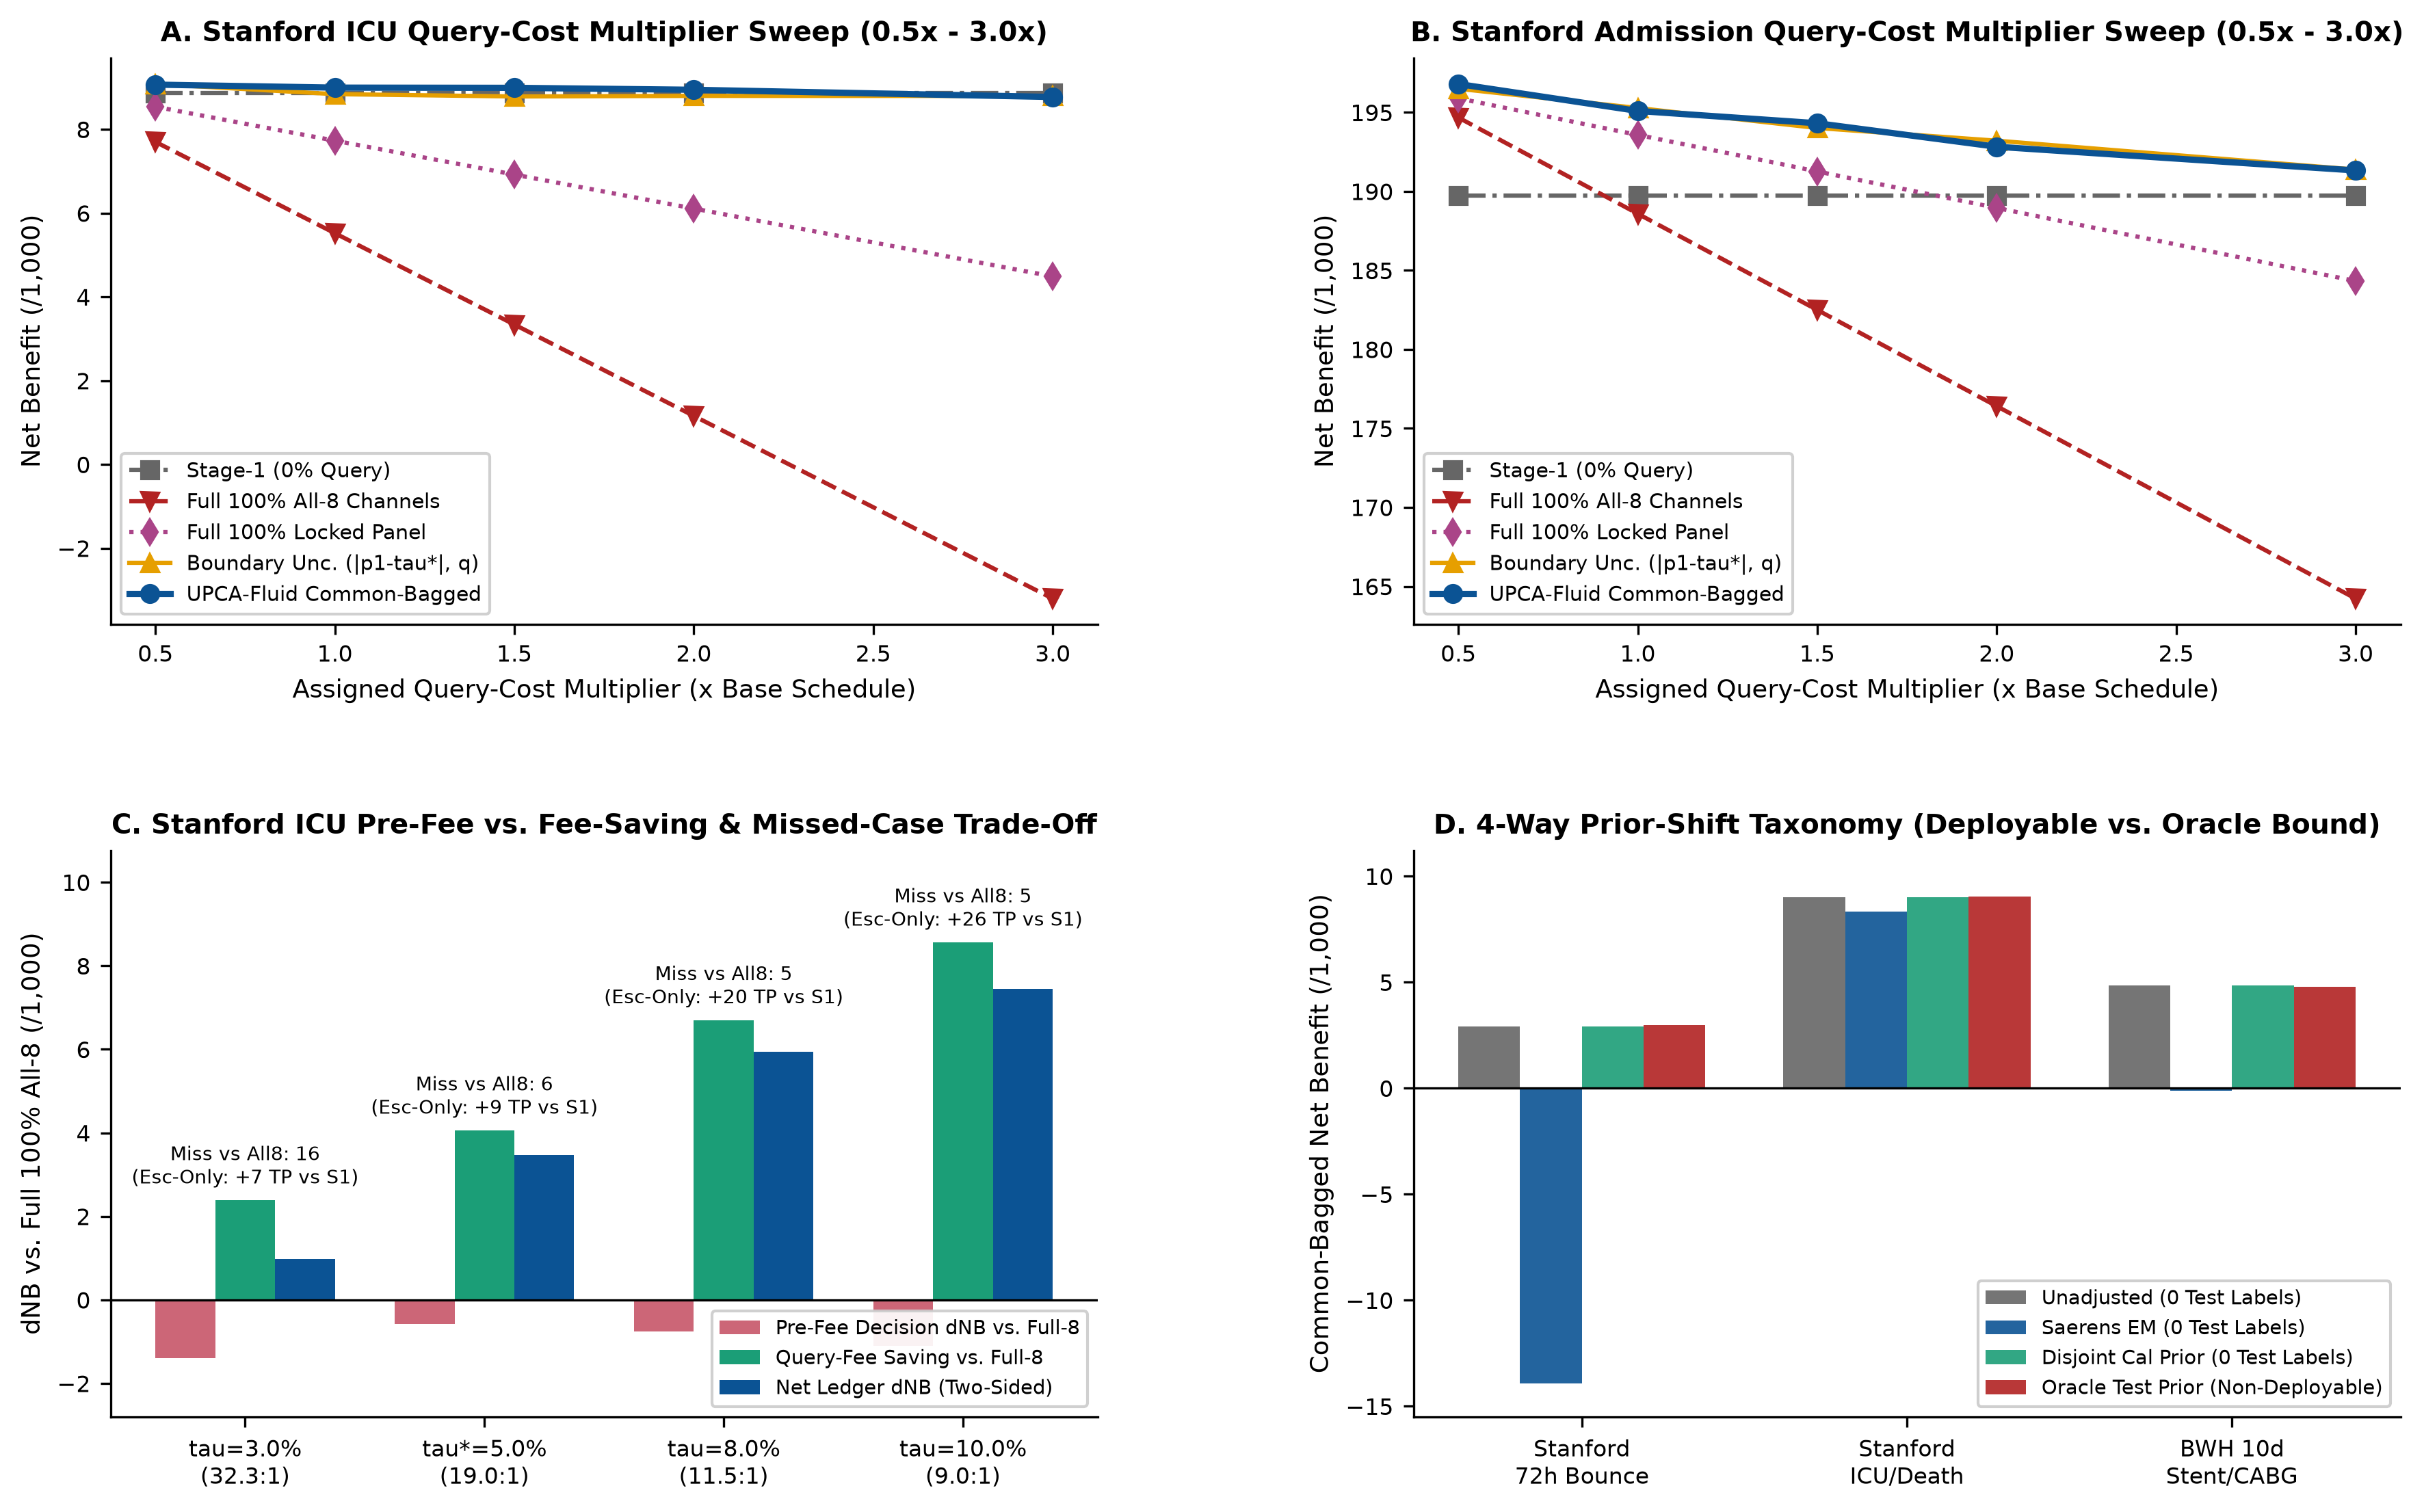 A. Stanford ICU Query-Cost Multiplier Sweep (0.5x - 3.0x)
Net Benefit (/1,000)
8
6
4
2
0
−2
Stage-1 (0% Query)
Full 100% All-8 Channels
Full 100% Locked Panel
Boundary Unc. (|p1-tau*|, q)
UPCA-Fluid Common-Bagged
0.5
1.0
1.5
2.0
2.5
3.0
Assigned Query-Cost Multiplier (x Base Schedule)
B. Stanford Admission Query-Cost Multiplier Sweep (0.5x - 3.0x)
Net Benefit (/1,000)
195
190
185
180
175
170
165
Stage-1 (0% Query)
Full 100% All-8 Channels
Full 100% Locked Panel
Boundary Unc. (|p1-tau*|, q)
UPCA-Fluid Common-Bagged
0.5
1.0
1.5
2.0
2.5
3.0
Assigned Query-Cost Multiplier (x Base Schedule)
C. Stanford ICU Pre-Fee vs. Fee-Saving & Missed-Case Trade-Off
dNB vs. Full 100% All-8 (/1,000)
10
8
6
4
2
0
−2
Miss vs All8: 16
(Esc-Only: +7 TP vs S1)
Miss vs All8: 6
(Esc-Only: +9 TP vs S1)
Miss vs All8: 5
(Esc-Only: +20 TP vs S1)
Miss vs All8: 5
(Esc-Only: +26 TP vs S1)
Pre-Fee Decision dNB vs. Full-8
Query-Fee Saving vs. Full-8
Net Ledger dNB (Two-Sided)
tau=3.0%
(32.3:1)
tau*=5.0%
(19.0:1)
tau=8.0%
(11.5:1)
tau=10.0%
(9.0:1)
D. 4-Way Prior-Shift Taxonomy (Deployable vs. Oracle Bound)
Common-Bagged Net Benefit (/1,000)
10
5
0
−5
−10
−15
Unadjusted (0 Test Labels)
Saerens EM (0 Test Labels)
Disjoint Cal Prior (0 Test Labels)
Oracle Test Prior (Non-Deployable)
Stanford
72h Bounce
Stanford
ICU/Death
BWH 10d
Stent/CABG